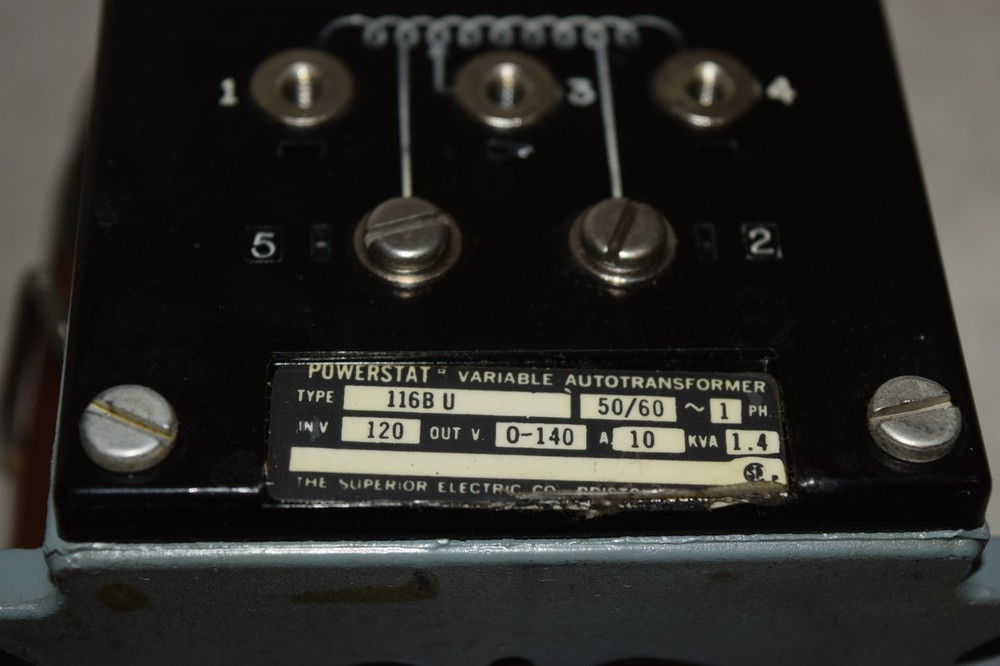 1 3 4
5 2
POWERSTAT VARIABLE AUTOTRANSFORMER
TYPE 116B U 50/60 ~ 1 PH.
IN V 120 OUT V. 0-140 A. 10 KVA 1.4
THE SUPERIOR ELECTRIC CO.